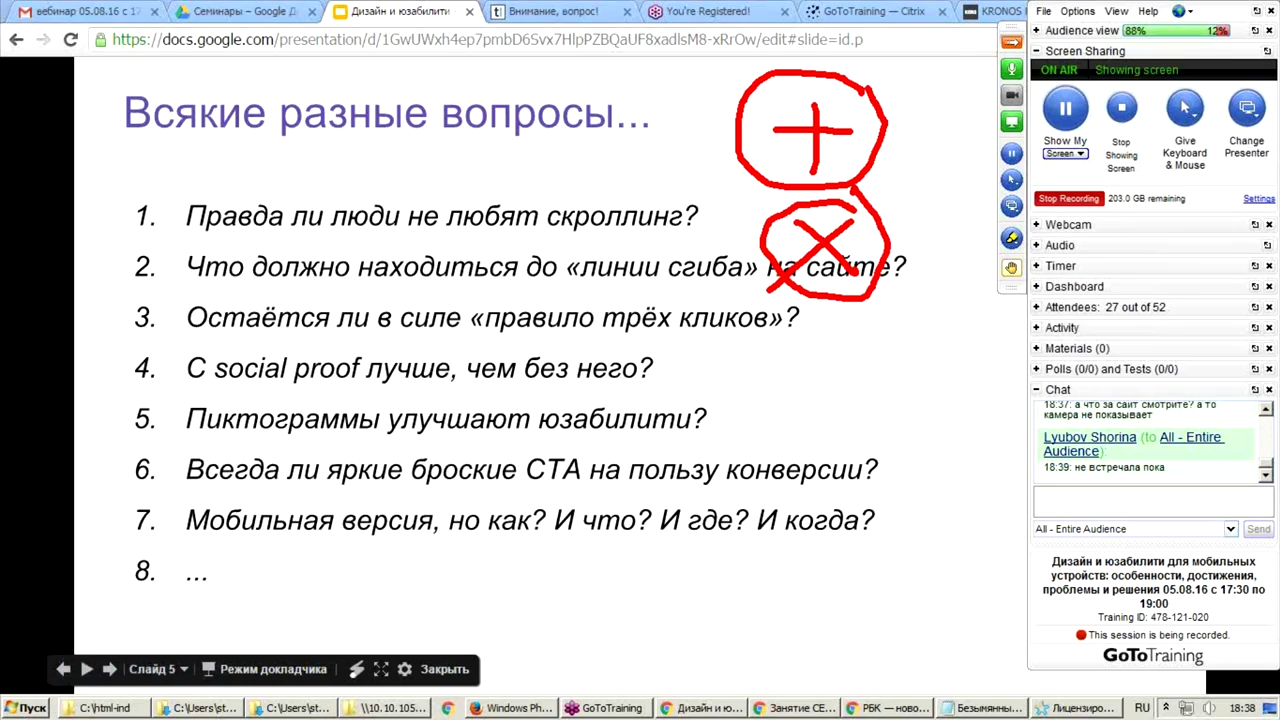 вебинар 05.08.16 с 17
Семинары – Google Д
Дизайн и юзабилити
Внимание, вопрос!
You're Registered!
GoToTraining — Citrix
KRONOS
https://docs.google.com
edit#slide=id.p
Всякие разные вопросы...
1. Правда ли люди не любят скроллинг?
2. Что должно находиться до «линии сгиба» на сайте?
3. Остаётся ли в силе «правило трёх кликов»?
4. С social proof лучше, чем без него?
5. Пиктограммы улучшают юзабилити?
6. Всегда ли яркие броские CTA на пользу конверсии?
7. Мобильная версия, но как? И что? И где? И когда?
8. ...
Слайд 5
Режим докладчика
Закрыть
File Options View Help
Audience view 88% 12%
Screen Sharing
ON AIR Showing screen
Show My
Screen
Stop
Showing
Screen
Give
Keyboard
& Mouse
Change
Presenter
Stop Recording 203.0 GB remaining Settings
Webcam
Audio
Timer
Dashboard
Attendees: 27 out of 52
Activity
Materials (0)
Polls (0/0) and Tests (0/0)
Chat
18:37: а что за сайт смотрите? а то
камера не показывает
Lyubov Shorina (to All - Entire
Audience):
18:39: не встречала пока
All - Entire Audience
Send
Дизайн и юзабилити для мобильных
устройств: особенности, достижения,
проблемы и решения 05.08.16 с 17:30 по
19:00
Training ID: 478-121-020
This session is being recorded.
GoToTraining
Пуск
C:\html-ind
C:\Users\st...
C:\Users\st...
\\10.10.105...
Windows Ph...
GoToTraining
Дизайн и ю...
Занятие СЕ...
РБК — ново...
Безымянны...
Лицензиро...
RU
18:38